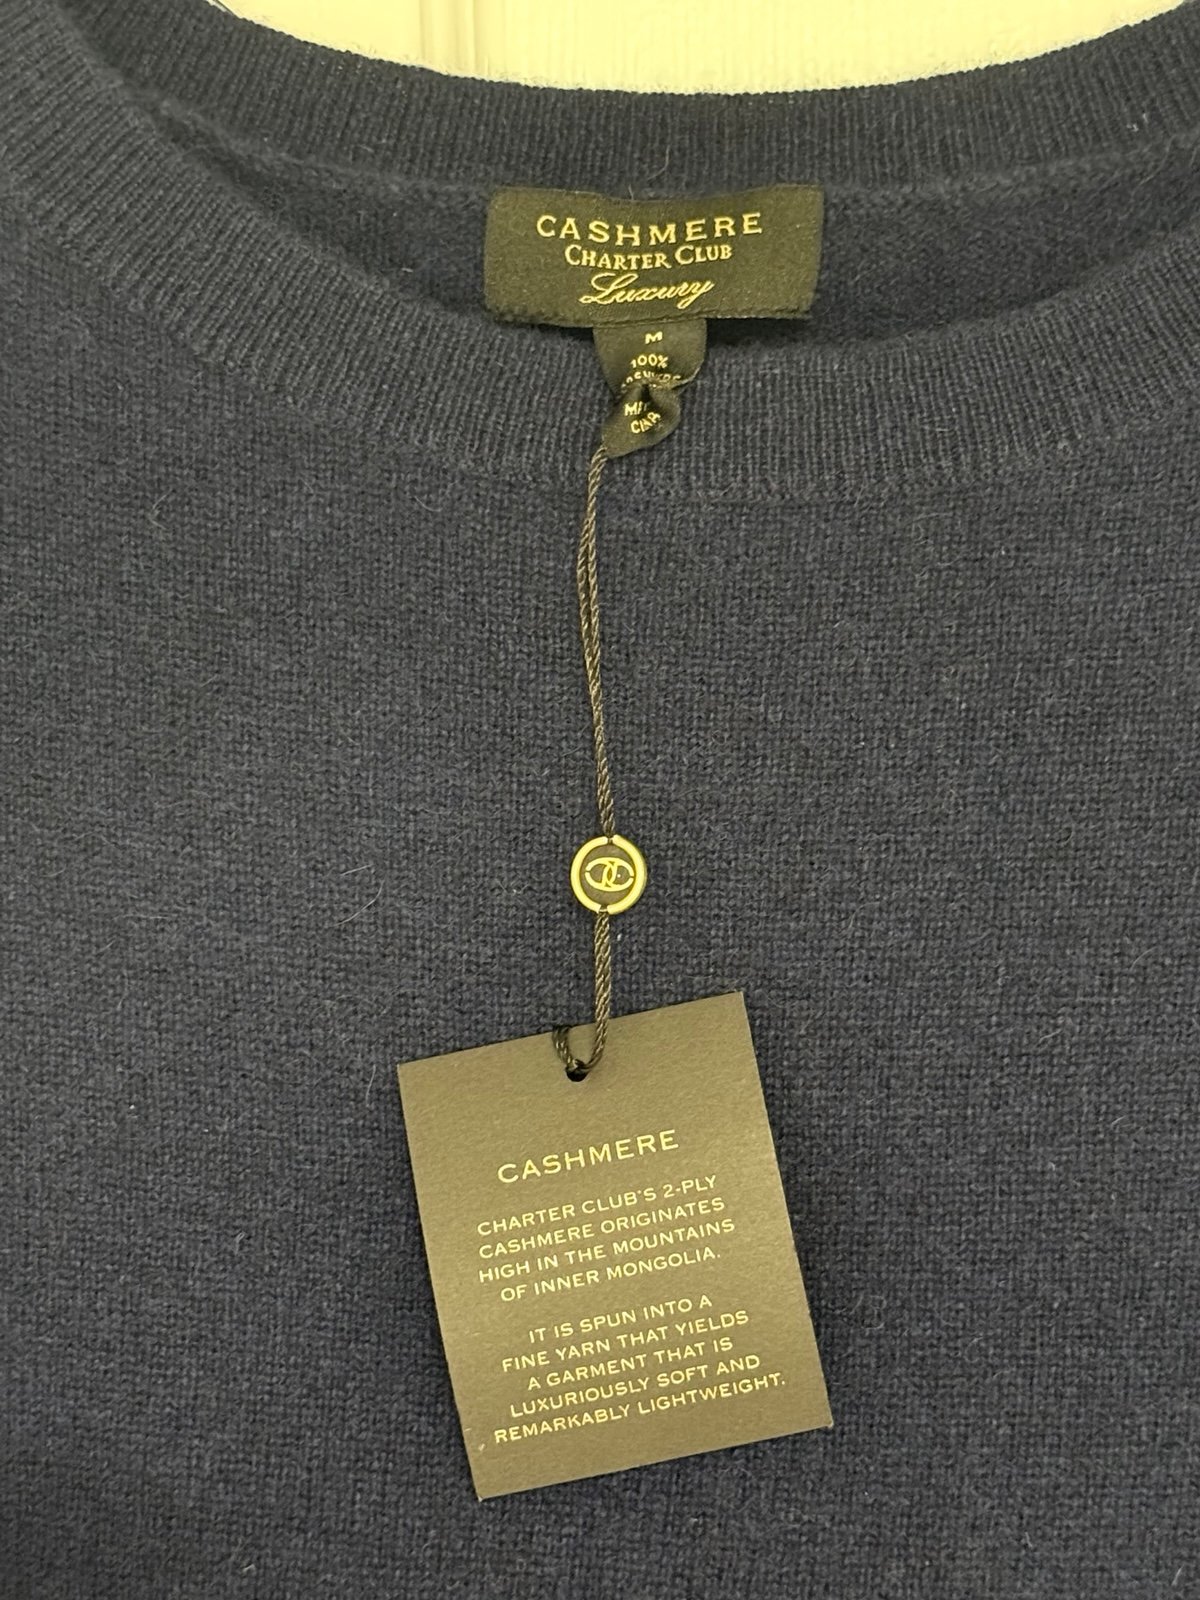 CASHMERE
CHARTER CLUB
Luxury
M
100%
CASHMERE
CHARTER CLUB'S 2-PLY
CASHMERE ORIGINATES
HIGH IN THE MOUNTAINS
OF INNER MONGOLIA.
IT IS SPUN INTO A
FINE YARN THAT YIELDS
A GARMENT THAT IS
LUXURIOUSLY SOFT AND
REMARKABLY LIGHTWEIGHT.